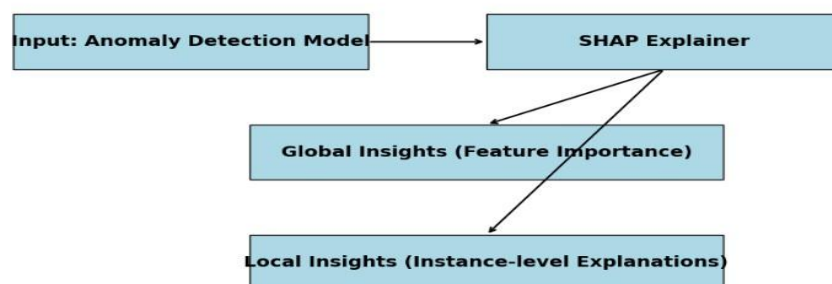 Input: Anomaly Detection Model
SHAP Explainer
Global Insights (Feature Importance)
Local Insights (Instance-level Explanations)